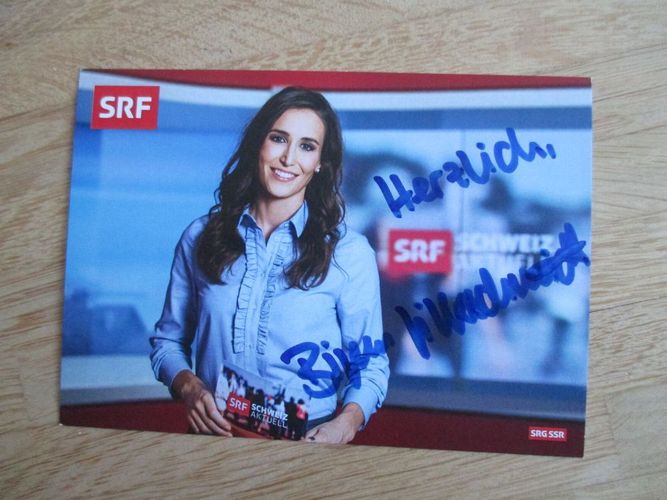 SRF
Herzlich,
SRF SCHWEIZ
AKTUELL
SRF SCHWEIZ
AKTUELL
SRG SSR